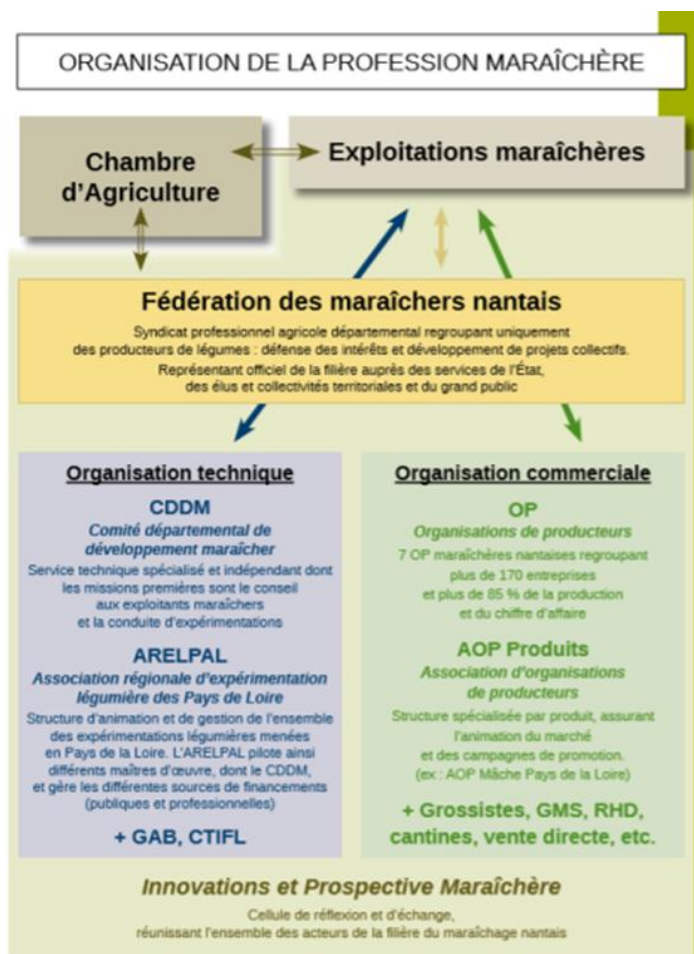 ORGANISATION DE LA PROFESSION MARAÎCHÈRE
Chambre
d'Agriculture
Exploitations maraîchères
Fédération des maraîchers nantais
Syndicat professionnel agricole départemental regroupant uniquement
des producteurs de légumes : défense des intérêts et développement de projets collectifs.
Représentant officiel de la filière auprès des services de l'État,
des élus et collectivités territoriales et du grand public
Organisation technique
CDDM
Comité départemental de
développement maraîcher
Service technique spécialisé et indépendant dont
les missions premières sont le conseil
aux exploitants maraîchers
et la conduite d'expérimentations
ARELPAL
Association régionale d'expérimentation
légumière des Pays de Loire
Structure d'animation et de gestion de l'ensemble
des expérimentations légumières menées
en Pays de la Loire. L'ARELPAL pilote ainsi
différents maîtres d'œuvre, dont le CDDM,
et gère les différentes sources de financements
(publiques et professionnelles)
+ GAB, CTIFL
Organisation commerciale
OP
Organisations de producteurs
7 OP maraîchères nantaises regroupant
plus de 170 entreprises
et plus de 85 % de la production
et du chiffre d'affaire
AOP Produits
Association d'organisations
de producteurs
Structure spécialisée par produit, assurant
l'animation du marché
et des campagnes de promotion.
(ex : AOP Mâche Pays de la Loire)
+ Grossistes, GMS, RHD,
cantines, vente directe, etc.
Innovations et Prospective Maraîchère
Cellule de réflexion et d'échange,
réunissant l'ensemble des acteurs de la filière du maraîchage nantais